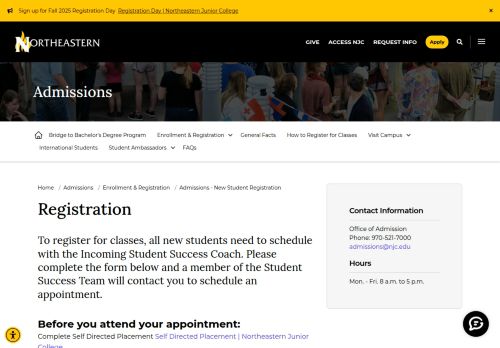 Sign up for Fall 2025 Registration Day Registration Day | Northeastern Junior College ×
NORTHEASTERN GIVE ACCESS NJC REQUEST INFO Apply
Admissions
Bridge to Bachelor's Degree Program Enrollment & Registration General Facts How to Register for Classes Visit Campus
International Students Student Ambassadors FAQs
Home / Admissions / Enrollment & Registration / Admissions - New Student Registration
Registration
To register for classes, all new students need to schedule
with the Incoming Student Success Coach. Please
complete the form below and a member of the Student
Success Team will contact you to schedule an
appointment.
Before you attend your appointment:
Complete Self Directed Placement Self Directed Placement | Northeastern Junior
College
Contact Information
Office of Admission
Phone: 970-521-7000
admissions@njc.edu
Hours
Mon. - Fri. 8 a.m. to 5 p.m.